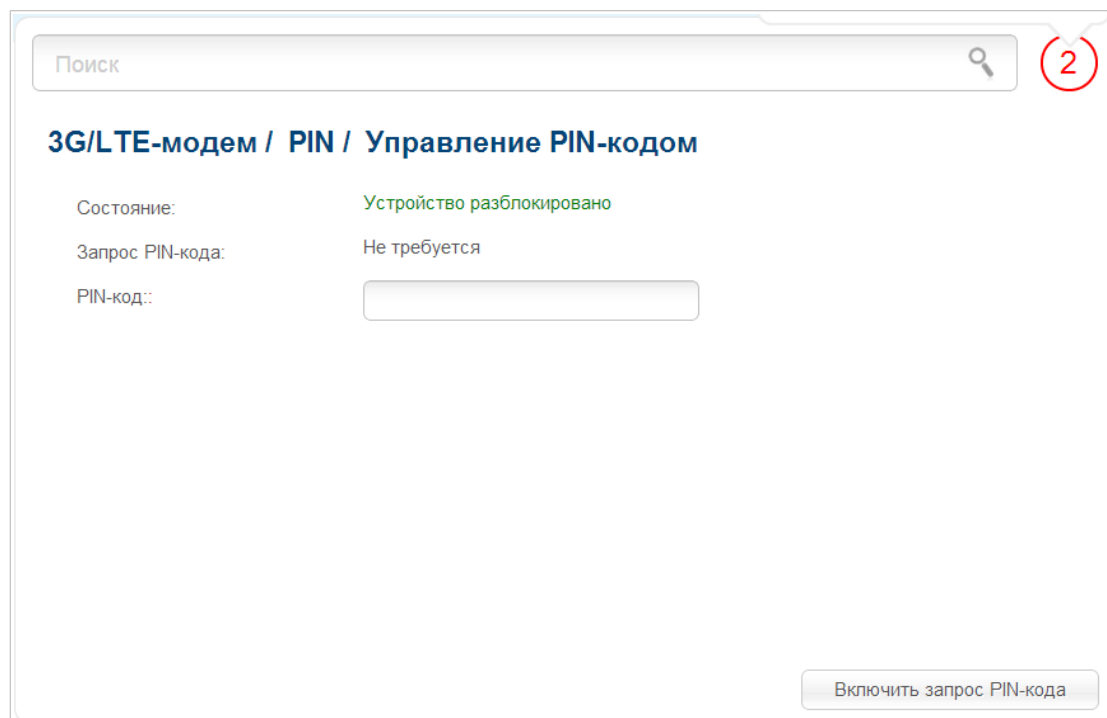 Поиск
2
3G/LTE-модем / PIN / Управление PIN-кодом
Состояние: Устройство разблокировано
Запрос PIN-кода: Не требуется
PIN-код::
Включить запрос PIN-кода